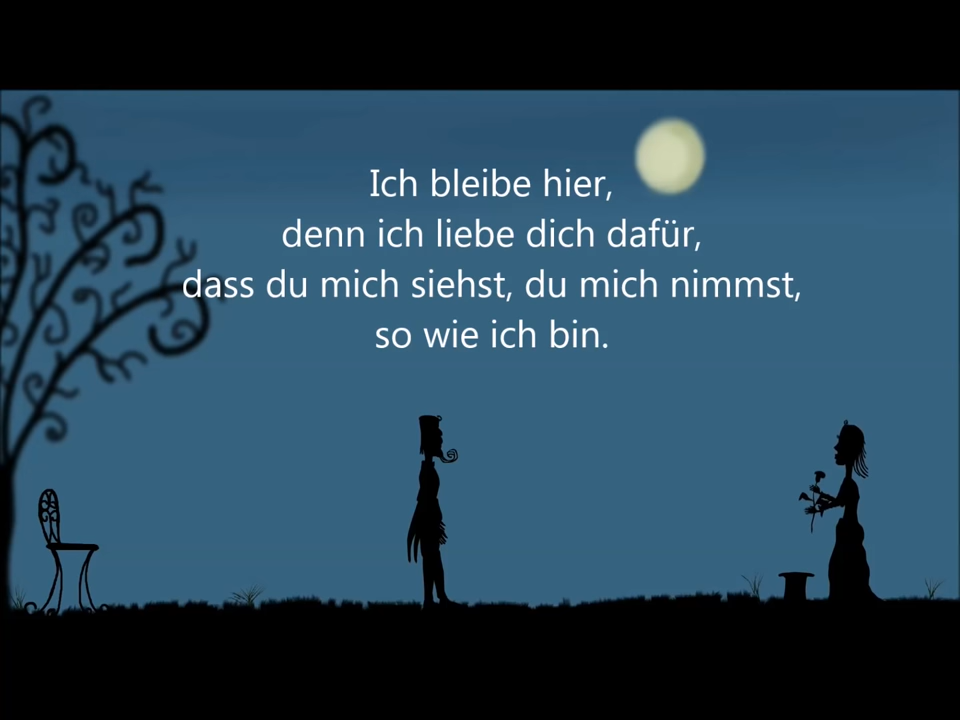 Ich bleibe hier,
denn ich liebe dich dafür,
dass du mich siehst, du mich nimmst,
so wie ich bin.